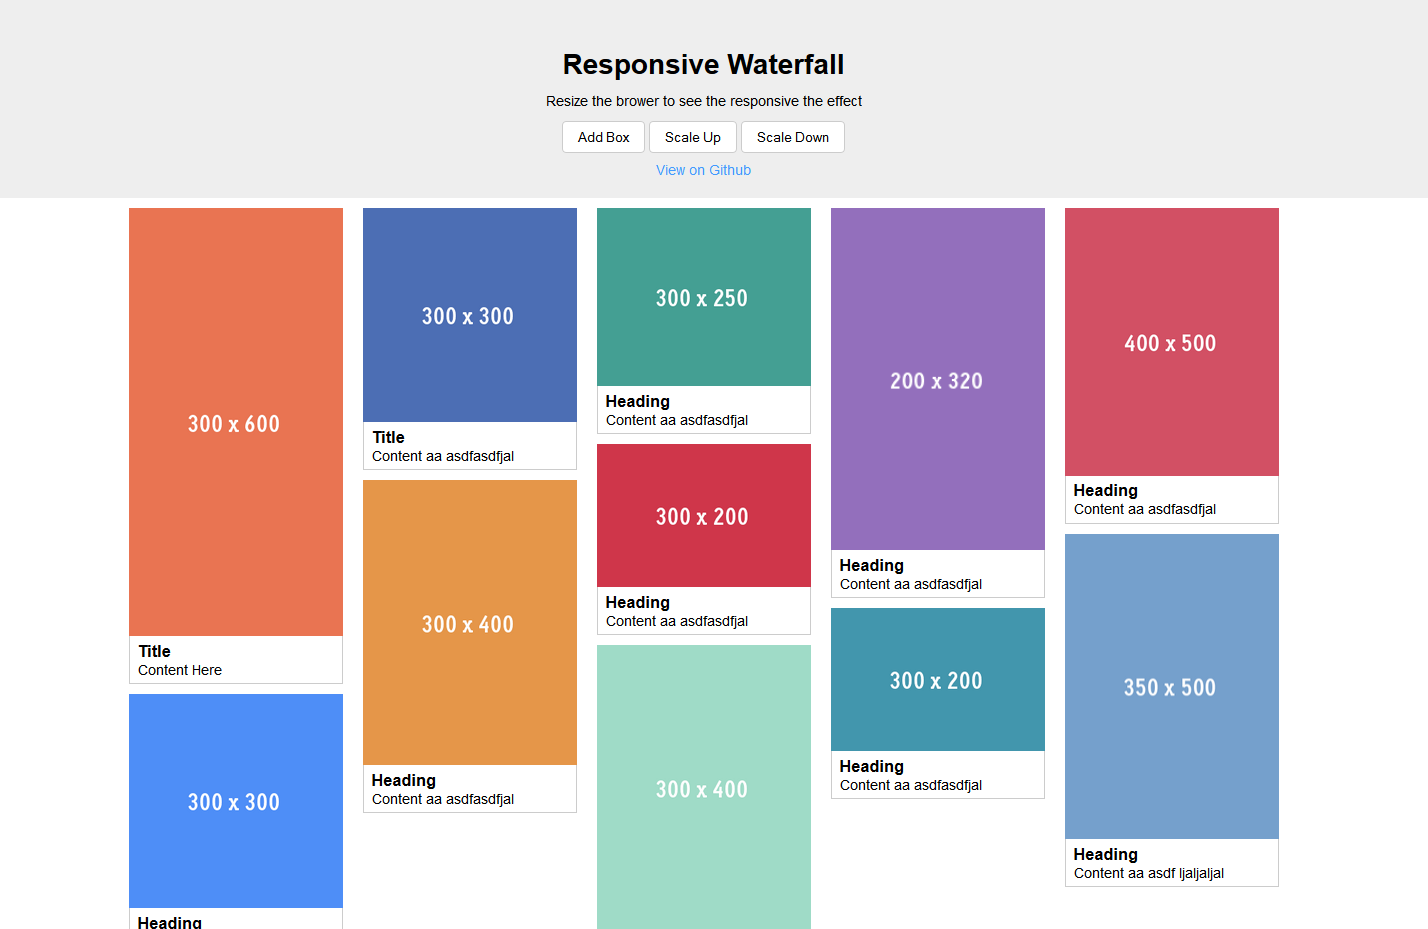 Responsive Waterfall
Resize the brower to see the responsive the effect
Add Box Scale Up Scale Down
View on Github
300 x 600
Title
Content Here
300 x 300
Heading
300 x 300
Title
Content aa asdfasdfjal
300 x 400
Heading
Content aa asdfasdfjal
300 x 250
Heading
Content aa asdfasdfjal
300 x 200
Heading
Content aa asdfasdfjal
300 x 400
200 x 320
Heading
Content aa asdfasdfjal
300 x 200
Heading
Content aa asdfasdfjal
400 x 500
Heading
Content aa asdfasdfjal
350 x 500
Heading
Content aa asdf ljaljaljal